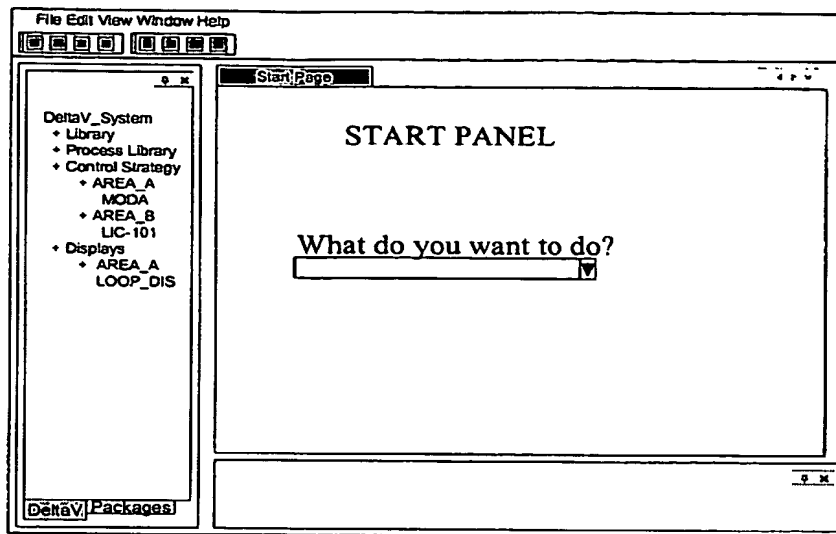 File Edit View Window Help
Start Page
DeltaV_System
+ Library
+ Process Library
+ Control Strategy
+ AREA_A
MODA
+ AREA_B
LIC-101
+ Displays
+ AREA_A
LOOP_DIS
DeltaV Packages
START PANEL
What do you want to do?